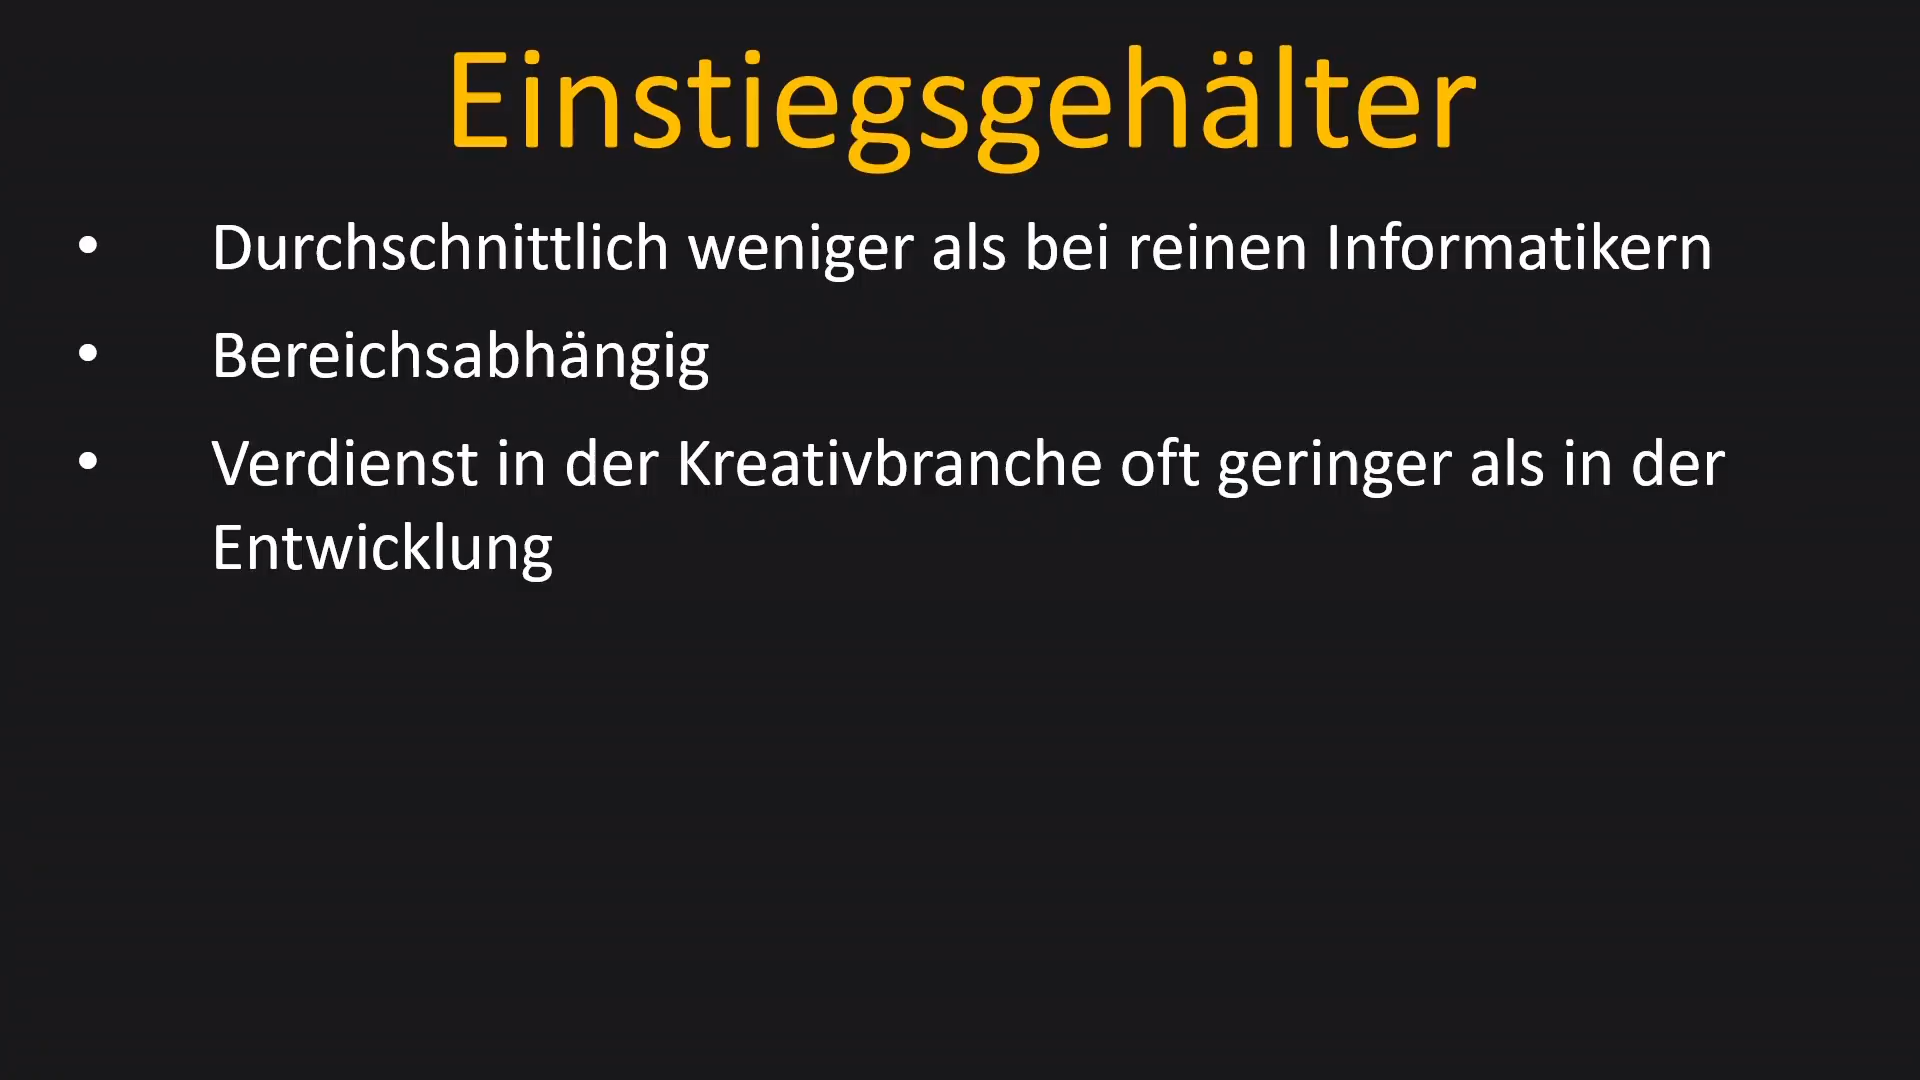 Einstiegsgehälter
• Durchschnittlich weniger als bei reinen Informatikern
• Bereichsabhängig
• Verdienst in der Kreativbranche oft geringer als in der
Entwicklung